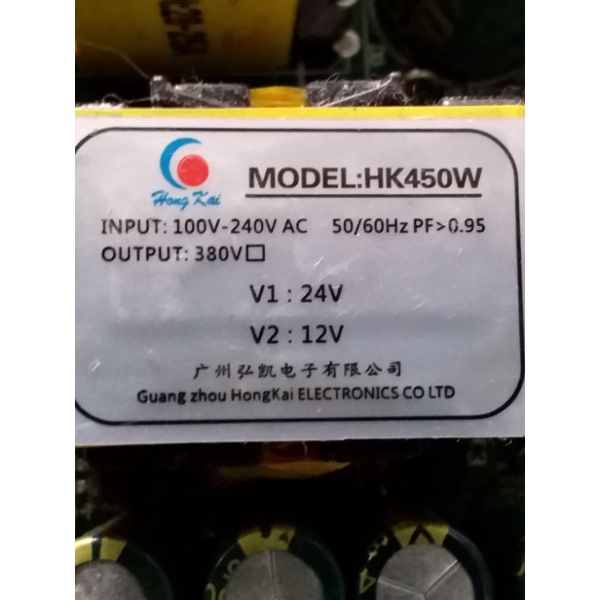 Hong Kai
MODEL:HK450W
INPUT: 100V-240V AC 50/60Hz PF>0.95
OUTPUT: 380V□
V1 : 24V
V2 : 12V
广州弘凯电子有限公司
Guang zhou HongKai ELECTRONICS CO LTD